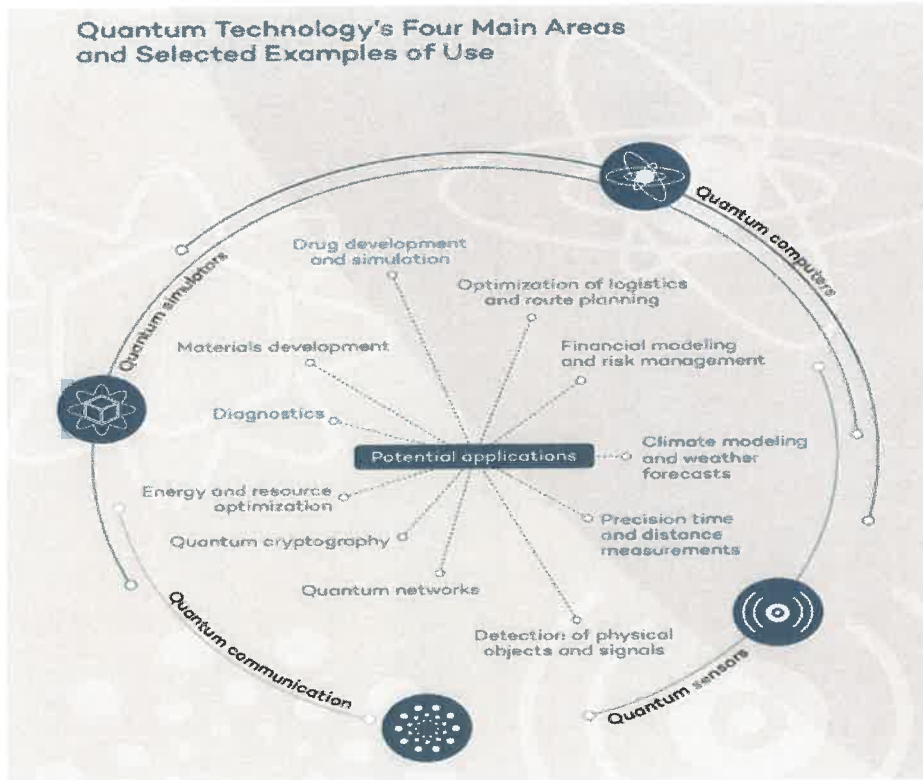 Quantum Technology's Four Main Areas
and Selected Examples of Use
Quantum computers
Quantum simulators
Drug development
and simulation
Optimization of logistics
and route planning
Materials development
Financial modeling
and risk management
Diagnostics
Potential applications
Climate modeling
and weather
forecasts
Energy and resource
optimization
Precision time
and distance
measurements
Quantum cryptography
Quantum networks
Detection of physical
objects and signals
Quantum communication
Quantum sensors